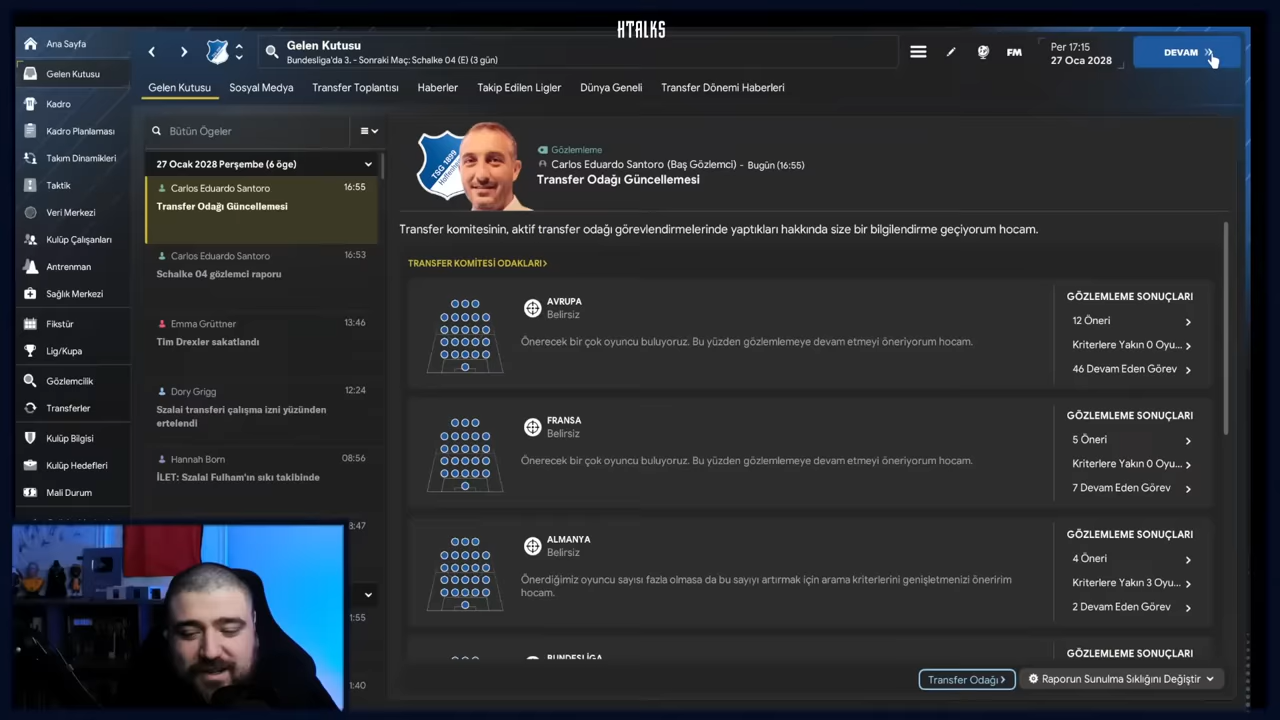 HTALKS
Ana Sayfa
Gelen Kutusu
Kadro
Kadro Planlaması
Takım Dinamikleri
Taktik
Veri Merkezi
Kulüp Çalışanları
Antrenman
Sağlık Merkezi
Fikstür
Lig/Kupa
Gözlemcilik
Transferler
Kulüp Bilgisi
Kulüp Hedefleri
Mali Durum
Gelen Kutusu
Bundesliga'da 3. - Sonraki Maç: Schalke 04 (E) (3 gün)
FM
Per 17:15
27 Oca 2028
DEVAM
Gelen Kutusu
Sosyal Medya
Transfer Toplantısı
Haberler
Takip Edilen Ligler
Dünya Geneli
Transfer Dönemi Haberleri
Bütün Ögeler
27 Ocak 2028 Perşembe (6 öge)
Carlos Eduardo Santoro 16:55
Transfer Odağı Güncellemesi
Carlos Eduardo Santoro 16:53
Schalke 04 gözlemci raporu
Emma Grüttner 13:46
Tim Drexler sakatlandı
Dory Grigg 12:24
Szalai transferi çalışma izni yüzünden
ertelendi
Hannah Born 08:56
İLET: Szalai Fulham'ın sıkı takibinde
8:47
1:55
1:40
TSG 1899
Gözlemleme
Carlos Eduardo Santoro (Baş Gözlemci) - Bugün (16:55)
Transfer Odağı Güncellemesi
Transfer komitesinin, aktif transfer odağı görevlendirmelerinde yaptıkları hakkında size bir bilgilendirme geçiyorum hocam.
TRANSFER KOMİTESİ ODAKLARI>
AVRUPA
Belirsiz
Önerecek bir çok oyuncu buluyoruz. Bu yüzden gözlemlemeye devam etmeyi öneriyorum hocam.
GÖZLEMLEME SONUÇLARI
12 Öneri
Kriterlere Yakın 0 Oyu...
46 Devam Eden Görev
FRANSA
Belirsiz
Önerecek bir çok oyuncu buluyoruz. Bu yüzden gözlemlemeye devam etmeyi öneriyorum hocam.
GÖZLEMLEME SONUÇLARI
5 Öneri
Kriterlere Yakın 0 Oyu...
7 Devam Eden Görev
ALMANYA
Belirsiz
Önerdiğimiz oyuncu sayısı fazla olmasa da bu sayıyı artırmak için arama kriterlerini genişletmenizi öneririm
hocam.
GÖZLEMLEME SONUÇLARI
4 Öneri
Kriterlere Yakın 3 Oyu...
2 Devam Eden Görev
BUNDESLİGA
GÖZLEMLEME SONUÇLARI
Transfer Odağı >
Raporun Sunulma Sıklığını Değiştir